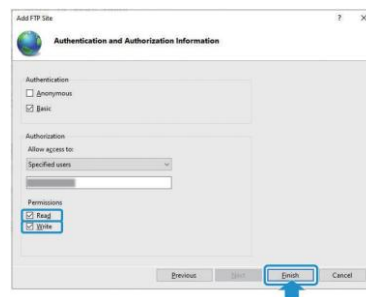 Add FTP Site
? ×
Authentication and Authorization Information
Authentication
Anonymous
Basic
Authorization
Allow access to:
Specified users
Permissions
Read
Write
Previous
Next
Finish
Cancel